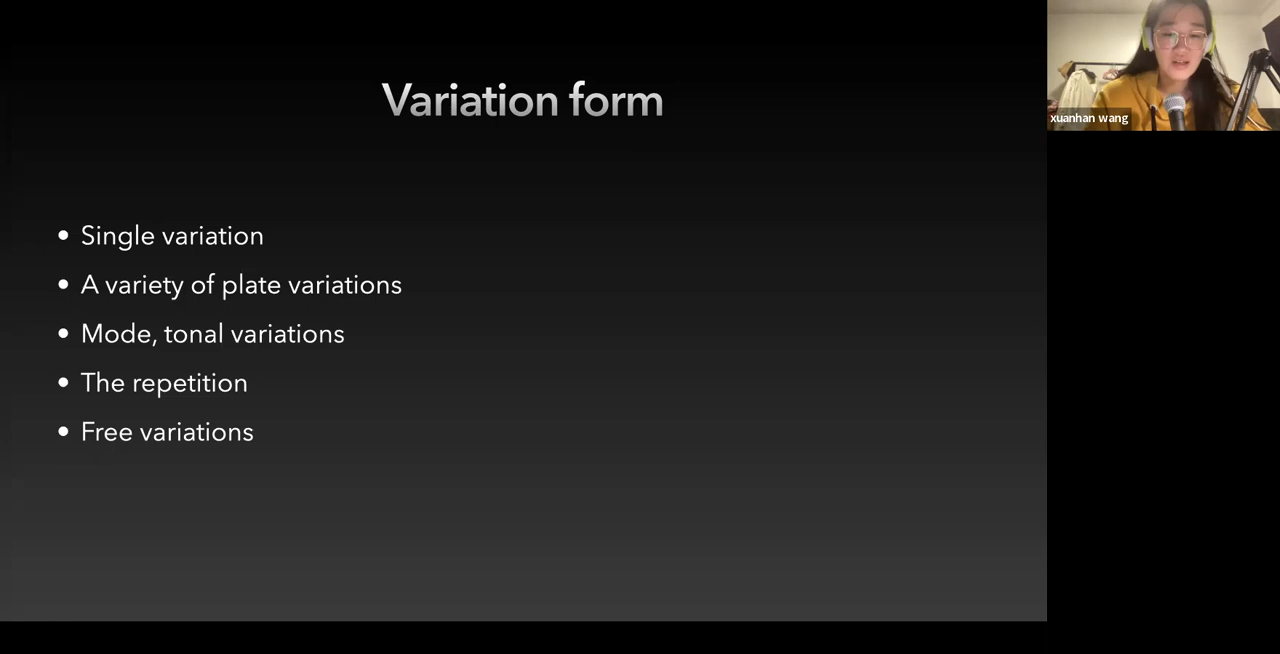 Variation form
• Single variation
• A variety of plate variations
• Mode, tonal variations
• The repetition
• Free variations
xuanhan wang